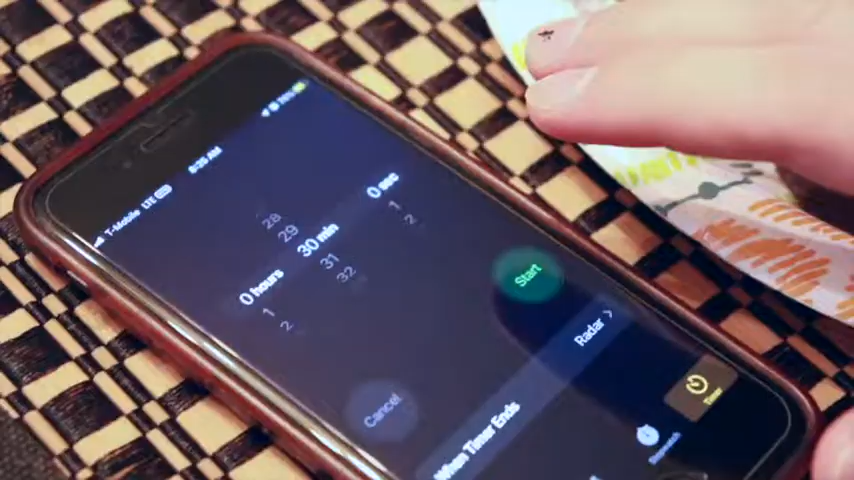 T-Mobile LTE 8:25 AM
28
29
0 hours 30 min 0 sec
1 31 1
2 32 2
Cancel Start
When Timer Ends Radar >
Stopwatch Timer